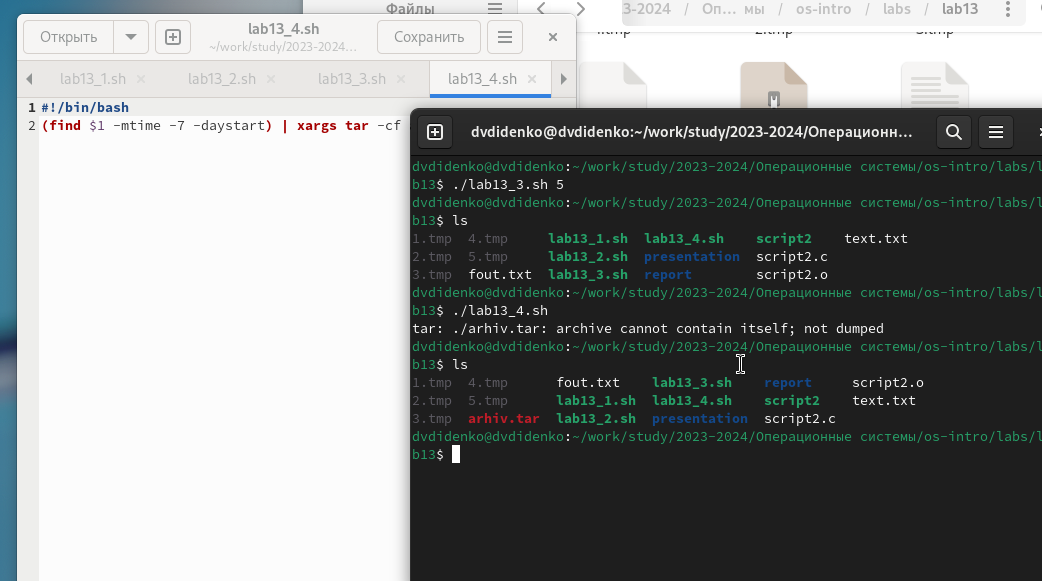 Файлы
3-2024 / Оп… мы / os-intro / labs / lab13
1.tmp 2.tmp 3.tmp
Открыть
lab13_4.sh
~/work/study/2023-2024…
Сохранить
lab13_1.sh
lab13_2.sh
lab13_3.sh
lab13_4.sh
1 #!/bin/bash
2 (find $1 -mtime -7 -daystart) | xargs tar -cf
dvdidenko@dvdidenko:~/work/study/2023-2024/Операционн...
dvdidenko@dvdidenko:~/work/study/2023-2024/Операционные системы/os-intro/labs/l
b13$ ./lab13_3.sh 5
dvdidenko@dvdidenko:~/work/study/2023-2024/Операционные системы/os-intro/labs/l
b13$ ls
1.tmp 4.tmp lab13_1.sh lab13_4.sh script2 text.txt
2.tmp 5.tmp lab13_2.sh presentation script2.c
3.tmp fout.txt lab13_3.sh report script2.o
dvdidenko@dvdidenko:~/work/study/2023-2024/Операционные системы/os-intro/labs/l
b13$ ./lab13_4.sh
tar: ./arhiv.tar: archive cannot contain itself; not dumped
dvdidenko@dvdidenko:~/work/study/2023-2024/Операционные системы/os-intro/labs/l
b13$ ls
1.tmp 4.tmp fout.txt lab13_3.sh report script2.o
2.tmp 5.tmp lab13_1.sh lab13_4.sh script2 text.txt
3.tmp arhiv.tar lab13_2.sh presentation script2.c
dvdidenko@dvdidenko:~/work/study/2023-2024/Операционные системы/os-intro/labs/l
b13$